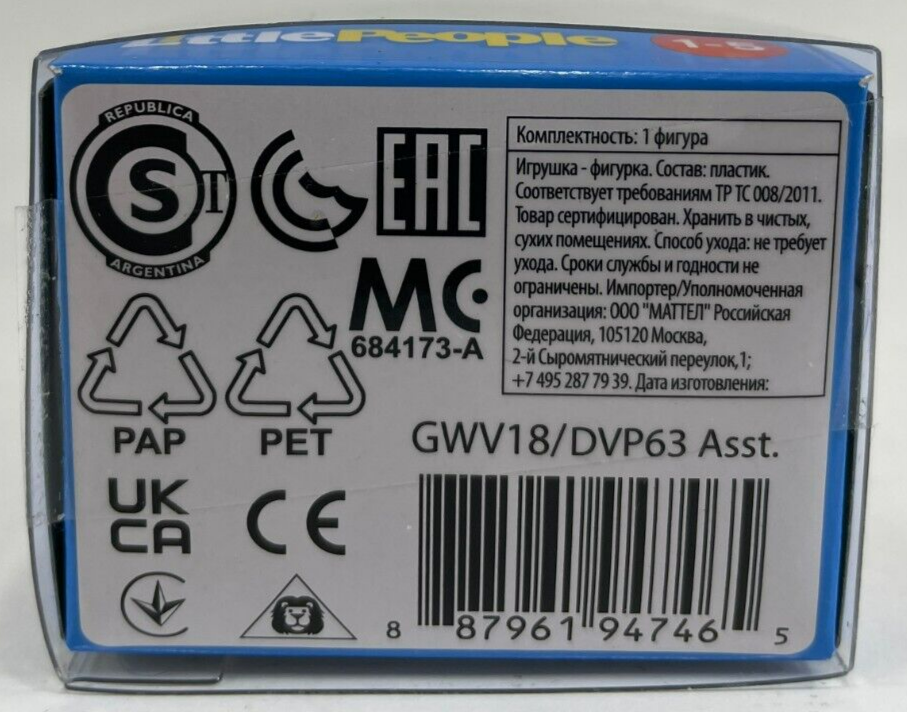 Little People
1-5
REPUBLICA
S T
ARGENTINA
EAC
MC
684173-A
Комплектность: 1 фигура
Игрушка - фигурка. Состав: пластик.
Соответствует требованиям ТР ТС 008/2011.
Товар сертифицирован. Хранить в чистых,
сухих помещениях. Способ ухода: не требует
ухода. Сроки службы и годности не
ограничены. Импортер/Уполномоченная
организация: ООО "МАТТЕЛ" Российская
Федерация, 105120 Москва,
2-й Сыромятнический переулок,1;
+7 495 287 79 39. Дата изготовления:
PAP
PET
GWV18/DVP63 Asst.
UK
CA
CE
8 87961 94746 5